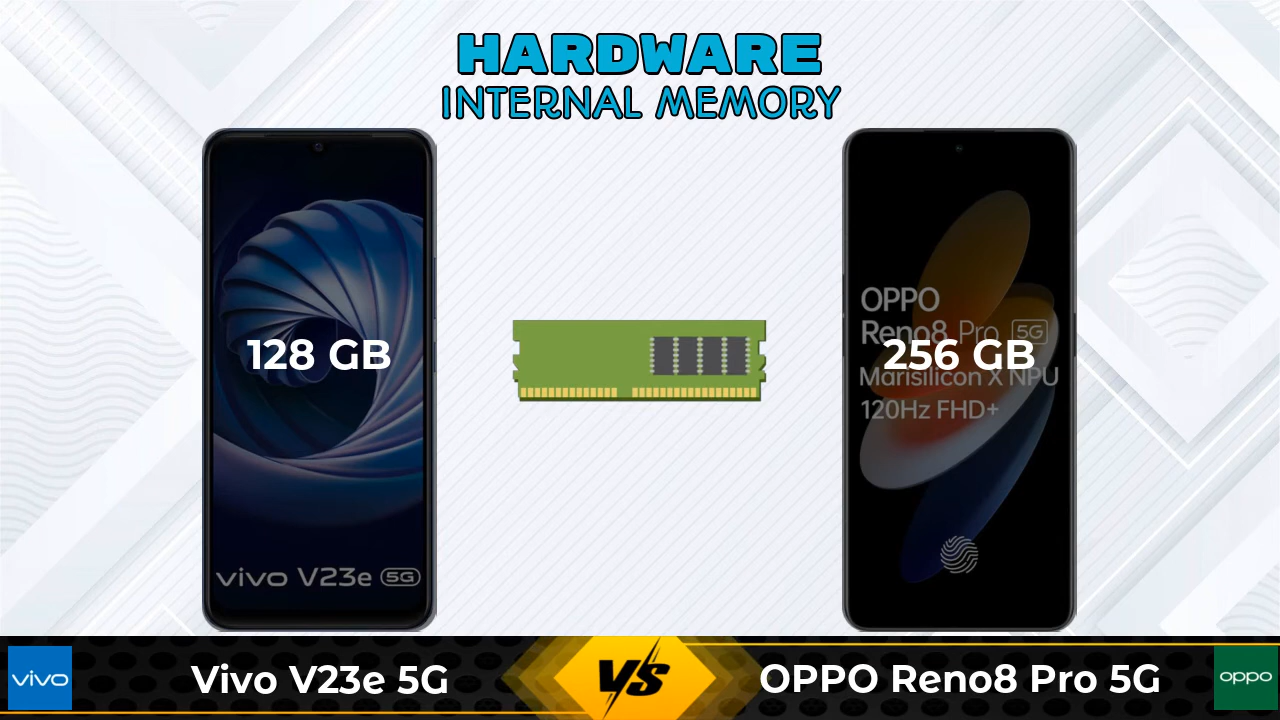 HARDWARE
INTERNAL MEMORY
128 GB
vivo V23e 5G
OPPO
Reno8 Pro 5G
256 GB
Marisilicon X NPU
120Hz FHD+
vivo
Vivo V23e 5G
VS
OPPO Reno8 Pro 5G
oppo